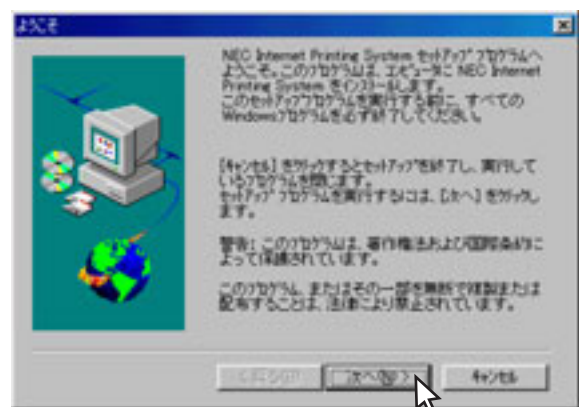 ようこそ
NEC Internet Printing System セットアップ プログラムへ
ようこそ。このプログラムは、コンピュータに NEC Internet
Printing System をインストールします。
このセットアッププログラムを実行する前に、すべての
Windowsプログラムを必ず終了してください。
[キャンセル] をクリックするとセットアップを終了し、実行して
いるプログラムを閉じます。
セットアップ プログラムを実行するには、[次へ] をクリックし
ます。
警告: このプログラムは、著作権法および国際条約に
よって保護されています。
このプログラム、またはその一部を無断で複製または
配布することは、法律により禁止されています。
< 戻る(B)
次へ(N) >
キャンセル